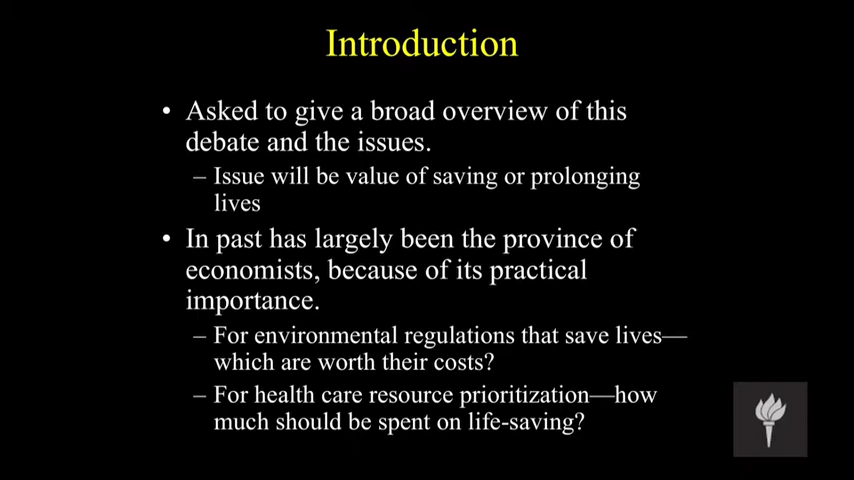 Introduction
• Asked to give a broad overview of this
debate and the issues.
– Issue will be value of saving or prolonging
lives
• In past has largely been the province of
economists, because of its practical
importance.
– For environmental regulations that save lives—
which are worth their costs?
– For health care resource prioritization—how
much should be spent on life-saving?